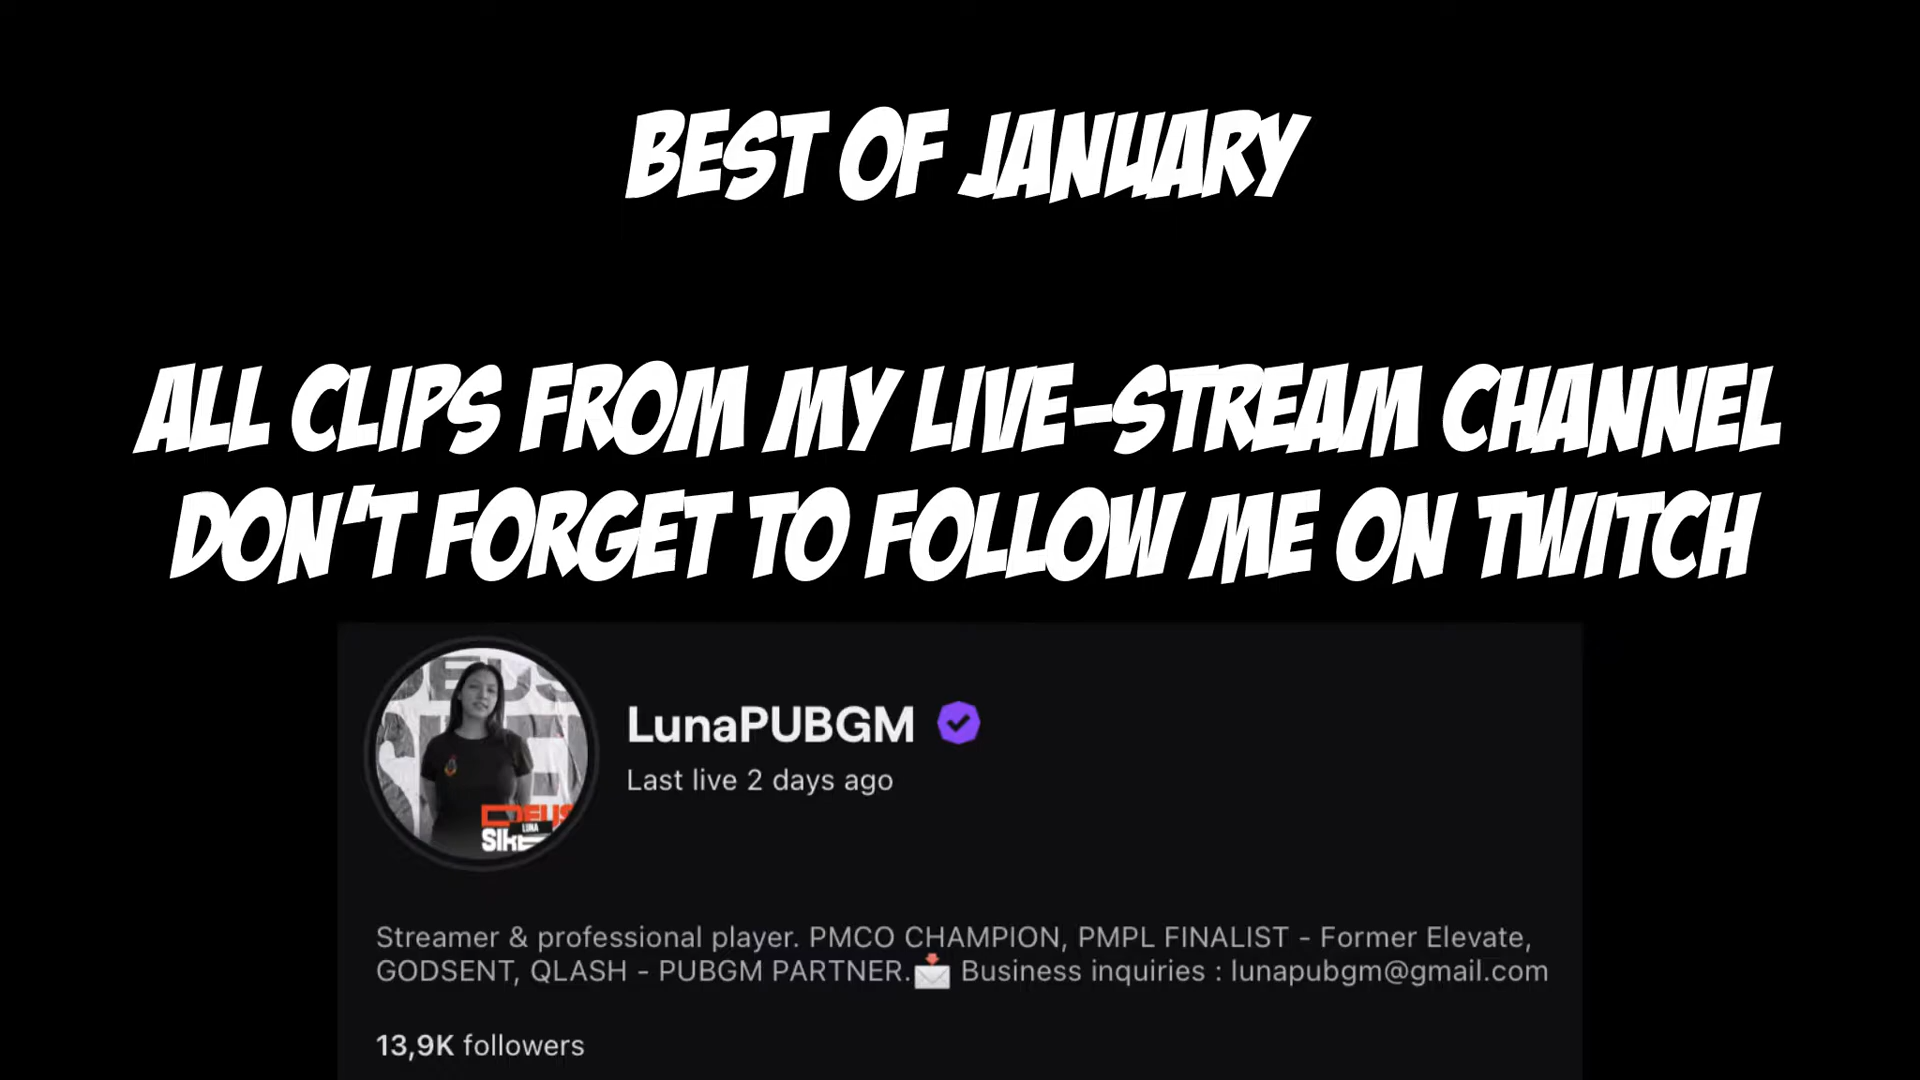 BEST OF JANUARY
ALL CLIPS FROM MY LIVE-STREAM CHANNEL
DON'T FORGET TO FOLLOW ME ON TWITCH
LunaPUBGM
Last live 2 days ago
DEUS
LUNA
Streamer & professional player. PMCO CHAMPION, PMPL FINALIST - Former Elevate,
GODSENT, QLASH - PUBGM PARTNER.📩 Business inquiries : lunapubgm@gmail.com
13,9K followers